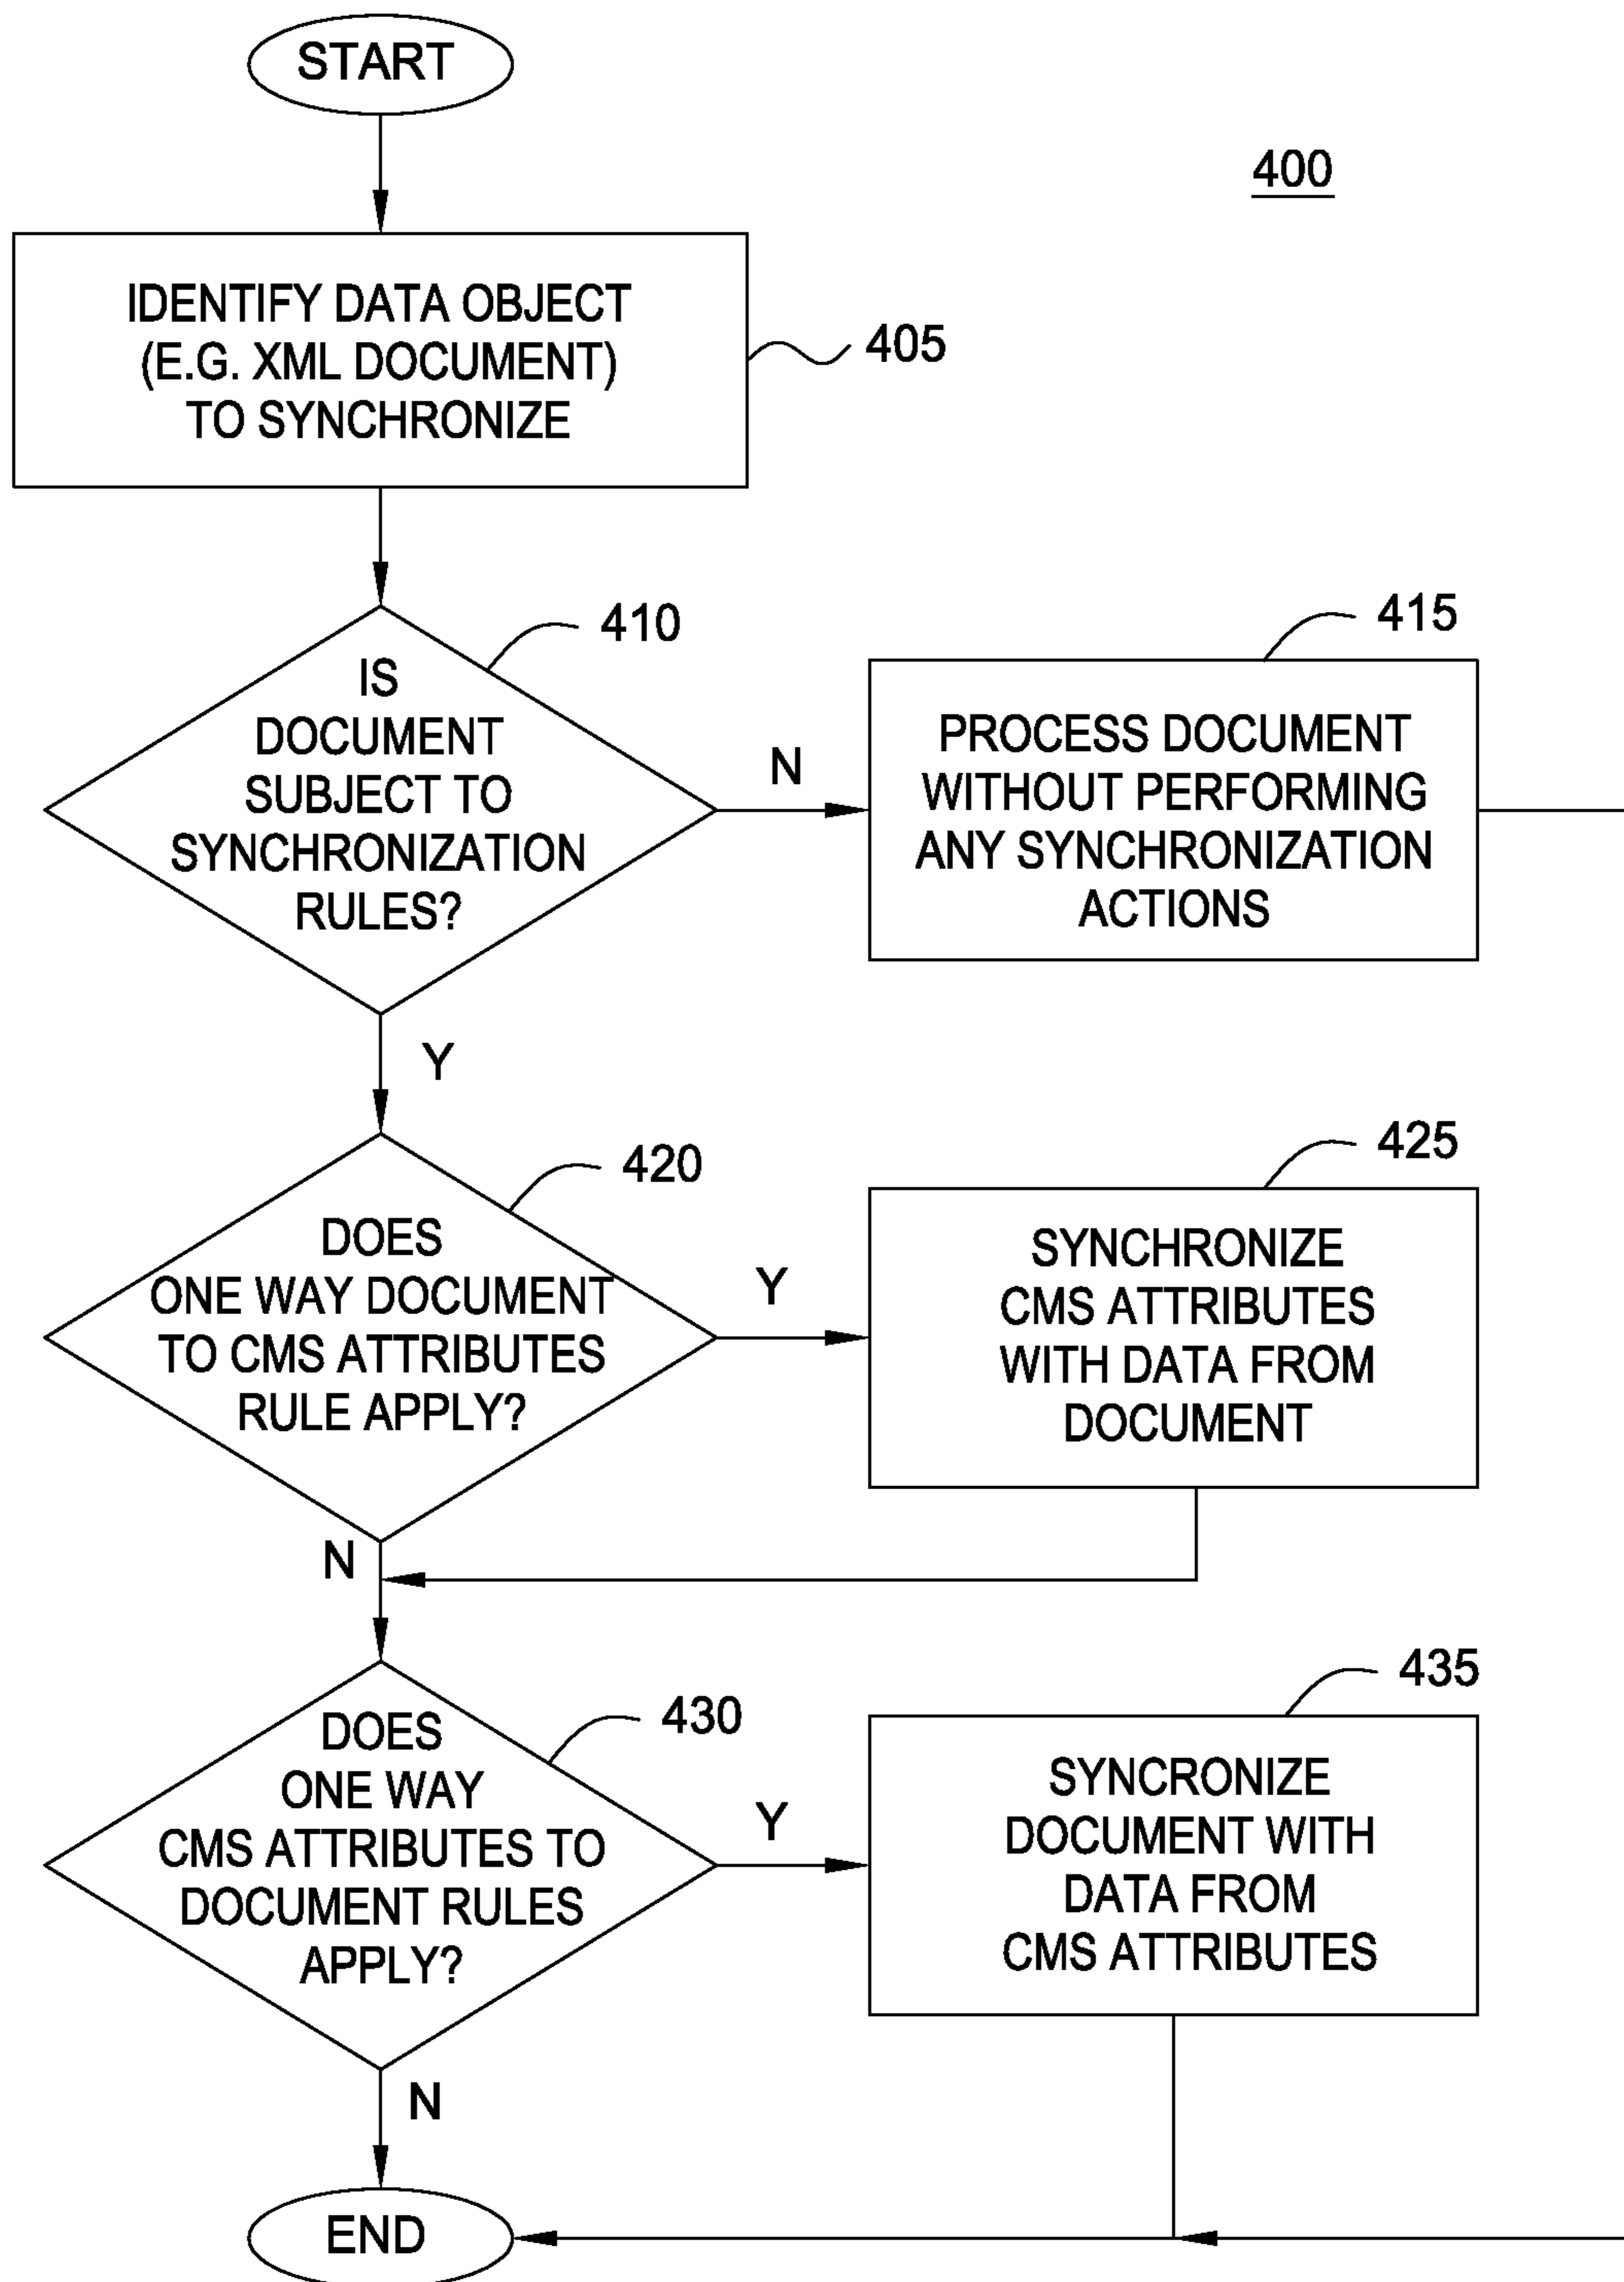 START
400
IDENTIFY DATA OBJECT
(E.G. XML DOCUMENT)
TO SYNCHRONIZE
405
410
IS
DOCUMENT
SUBJECT TO
SYNCHRONIZATION
RULES?
N
415
PROCESS DOCUMENT
WITHOUT PERFORMING
ANY SYNCHRONIZATION
ACTIONS
Y
420
DOES
ONE WAY DOCUMENT
TO CMS ATTRIBUTES
RULE APPLY?
Y
425
SYNCHRONIZE
CMS ATTRIBUTES
WITH DATA FROM
DOCUMENT
N
430
DOES
ONE WAY
CMS ATTRIBUTES TO
DOCUMENT RULES
APPLY?
Y
435
SYNCRONIZE
DOCUMENT WITH
DATA FROM
CMS ATTRIBUTES
N
END